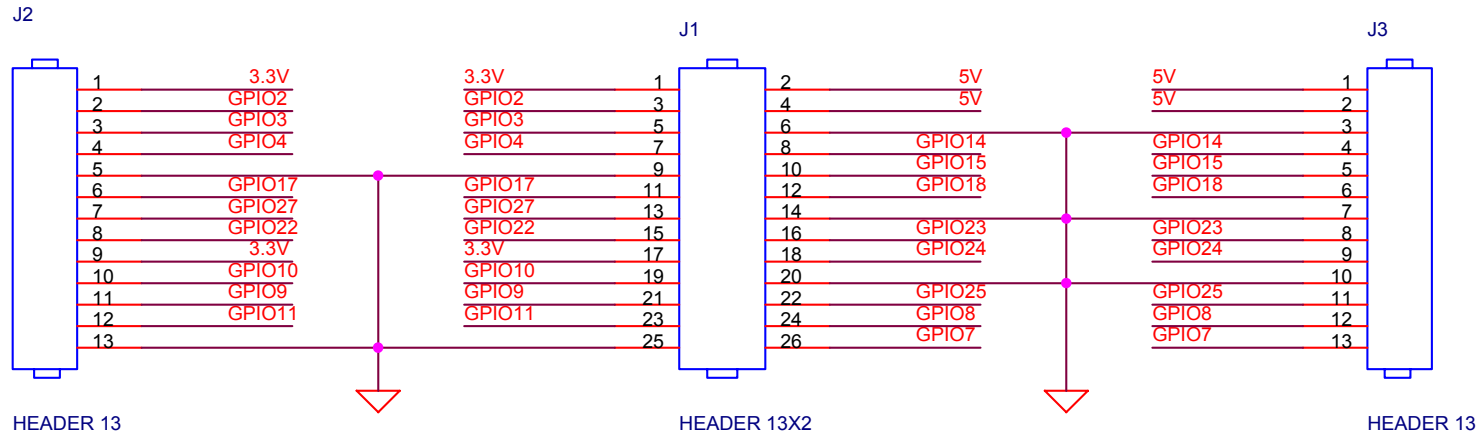 J2
J1
J3
1 3.3V 3.3V 1 2 5V 5V 1
2 GPIO2 GPIO2 3 4 5V 5V 2
3 GPIO3 GPIO3 5 6 3
4 GPIO4 GPIO4 7 8 GPIO14 GPIO14 4
5 9 10 GPIO15 GPIO15 5
6 GPIO17 GPIO17 11 12 GPIO18 GPIO18 6
7 GPIO27 GPIO27 13 14 7
8 GPIO22 GPIO22 15 16 GPIO23 GPIO23 8
9 3.3V 3.3V 17 18 GPIO24 GPIO24 9
10 GPIO10 GPIO10 19 20 10
11 GPIO9 GPIO9 21 22 GPIO25 GPIO25 11
12 GPIO11 GPIO11 23 24 GPIO8 GPIO8 12
13 25 26 GPIO7 GPIO7 13
HEADER 13 HEADER 13X2 HEADER 13